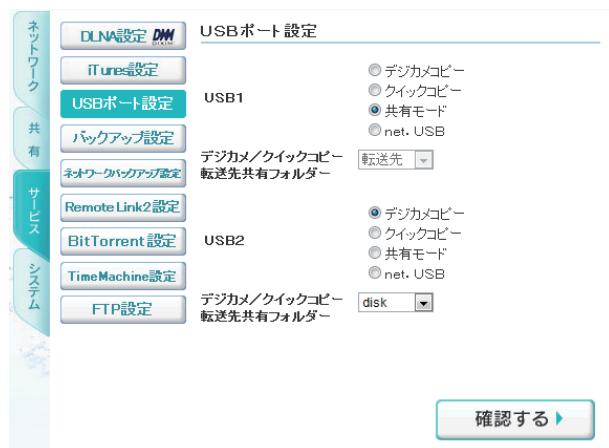 ネットワーク
共有
サービス
システム
DLNA設定 DiXiM
iTunes設定
USBポート設定
バックアップ設定
ネットワークバックアップ設定
Remote Link2設定
BitTorrent設定
TimeMachine設定
FTP設定
USBポート設定
USB1
デジカメコピー
クイックコピー
共有モード
net.USB
デジカメ/クイックコピー
転送先共有フォルダー
転送先
USB2
デジカメコピー
クイックコピー
共有モード
net.USB
デジカメ/クイックコピー
転送先共有フォルダー
disk
確認する